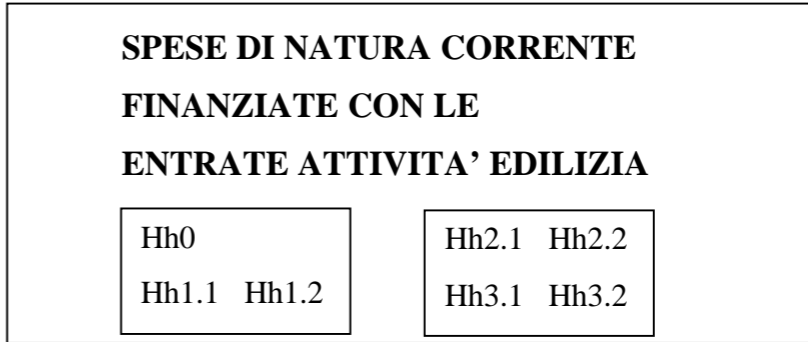 SPESE DI NATURA CORRENTE
FINANZIATE CON LE
ENTRATE ATTIVITA’ EDILIZIA
Hh0
Hh1.1 Hh1.2
Hh2.1 Hh2.2
Hh3.1 Hh3.2